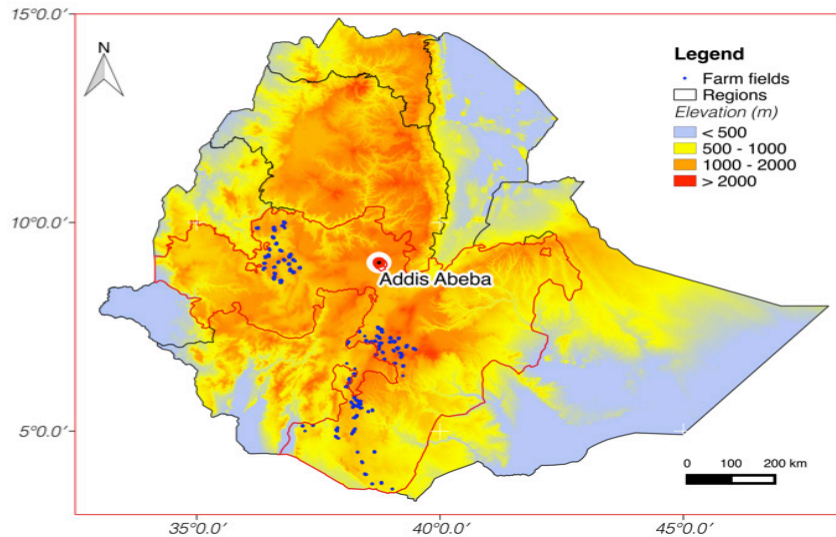 15°0.0′
N
Legend
Farm fields
Regions
Elevation (m)
< 500
500 - 1000
1000 - 2000
> 2000
10°0.0′
Addis Abeba
5°0.0′
0 100 200 km
35°0.0′ 40°0.0′ 45°0.0′